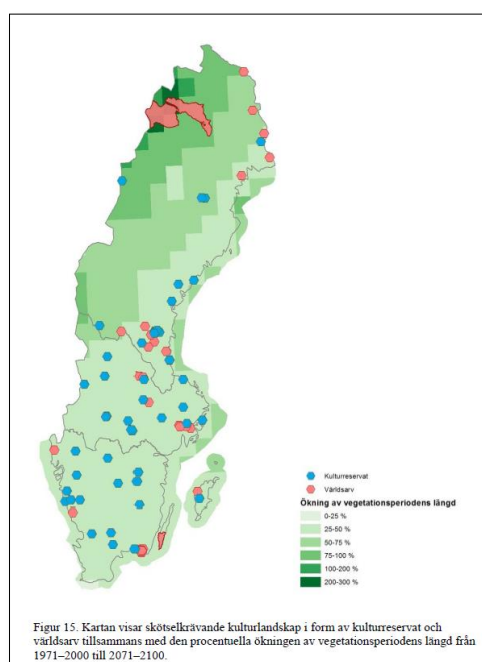 Kulturreservat
Världsarv
Ökning av vegetationsperiodens längd
0-25 %
25-50 %
50-75 %
75-100 %
100-200 %
200-300 %
Figur 15. Kartan visar skötselkrävande kulturlandskap i form av kulturreservat och
världsarv tillsammans med den procentuella ökningen av vegetationsperiodens längd från
1971–2000 till 2071–2100.